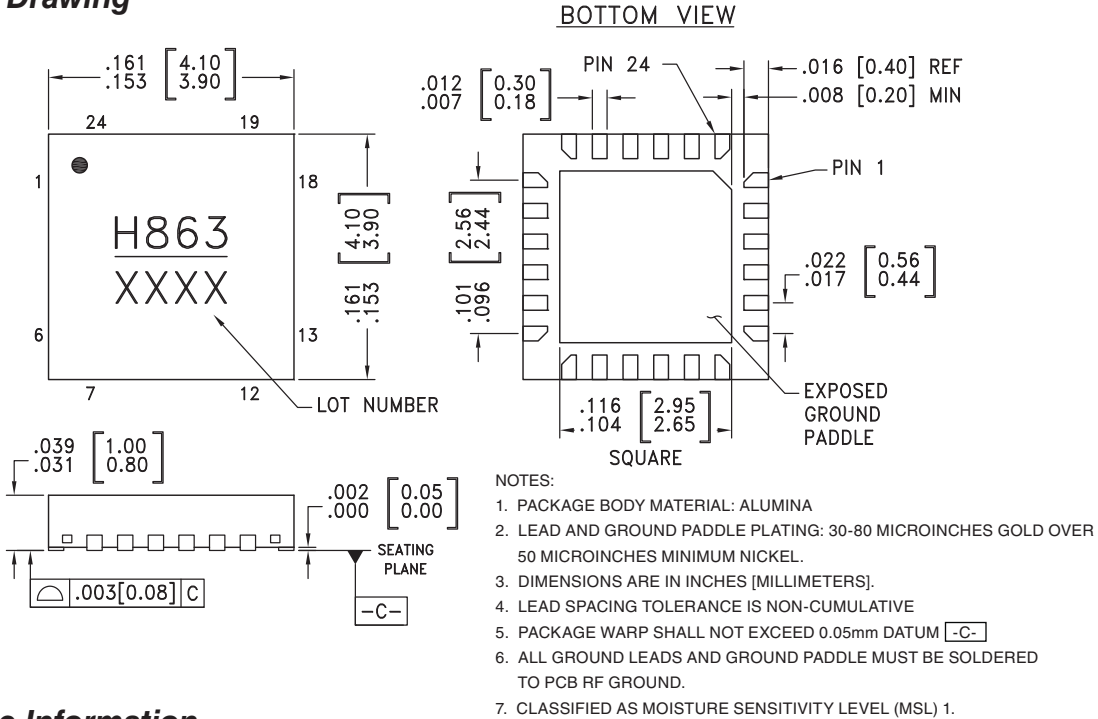 Drawing
BOTTOM VIEW
.161 [4.10]
.153 [3.90]
24 19
1 18
H863
XXXX
6 13
7 12
LOT NUMBER
[4.10]
[3.90]
.161
.153
.012 [0.30]
.007 [0.18]
PIN 24
.016 [0.40] REF
.008 [0.20] MIN
PIN 1
[2.56]
[2.44]
.101
.096
.022 [0.56]
.017 [0.44]
.116 [2.95]
.104 [2.65]
SQUARE
EXPOSED
GROUND
PADDLE
.039 [1.00]
.031 [0.80]
.002 [0.05]
.000 [0.00]
SEATING
PLANE
.003[0.08] C
-C-
NOTES:
1. PACKAGE BODY MATERIAL: ALUMINA
2. LEAD AND GROUND PADDLE PLATING: 30-80 MICROINCHES GOLD OVER
50 MICROINCHES MINIMUM NICKEL.
3. DIMENSIONS ARE IN INCHES [MILLIMETERS].
4. LEAD SPACING TOLERANCE IS NON-CUMULATIVE
5. PACKAGE WARP SHALL NOT EXCEED 0.05mm DATUM -C-
6. ALL GROUND LEADS AND GROUND PADDLE MUST BE SOLDERED
TO PCB RF GROUND.
7. CLASSIFIED AS MOISTURE SENSITIVITY LEVEL (MSL) 1.
Information